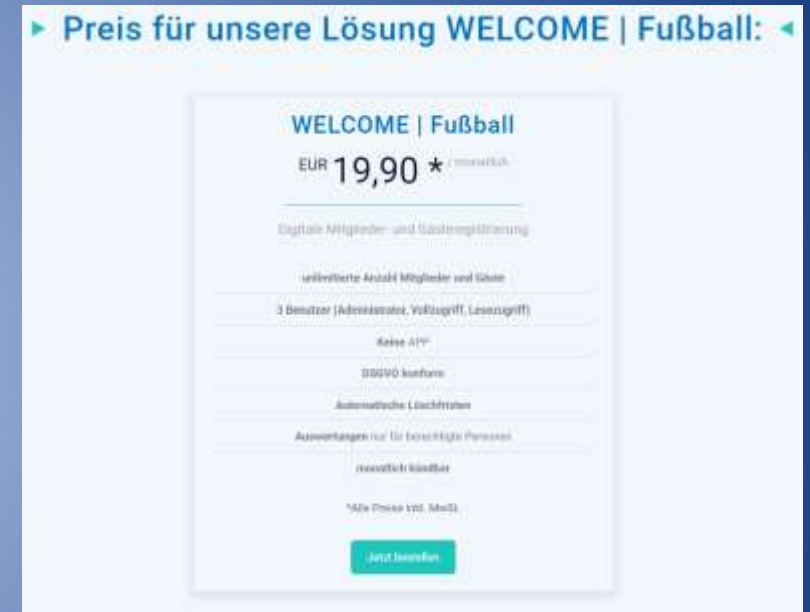 Preis für unsere Lösung WELCOME | Fußball:
WELCOME | Fußball
EUR 19,90 * / monatlich
Digitale Mitglieder- und Gästeregistrierung
unlimitierte Anzahl Mitglieder und Gäste
3 Benutzer (Administrator, Vollzugriff, Lesezugriff)
Keine APP
DSGVO konform
Automatische Löschfristen
Auswertungen nur für berechtigte Personen
monatlich kündbar
*Alle Preise inkl. MwSt.
Jetzt bestellen